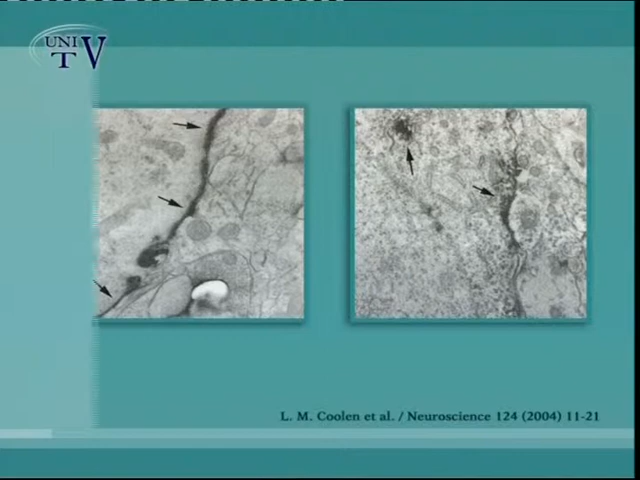 UNI
TV
L. M. Coolen et al. / Neuroscience 124 (2004) 11-21